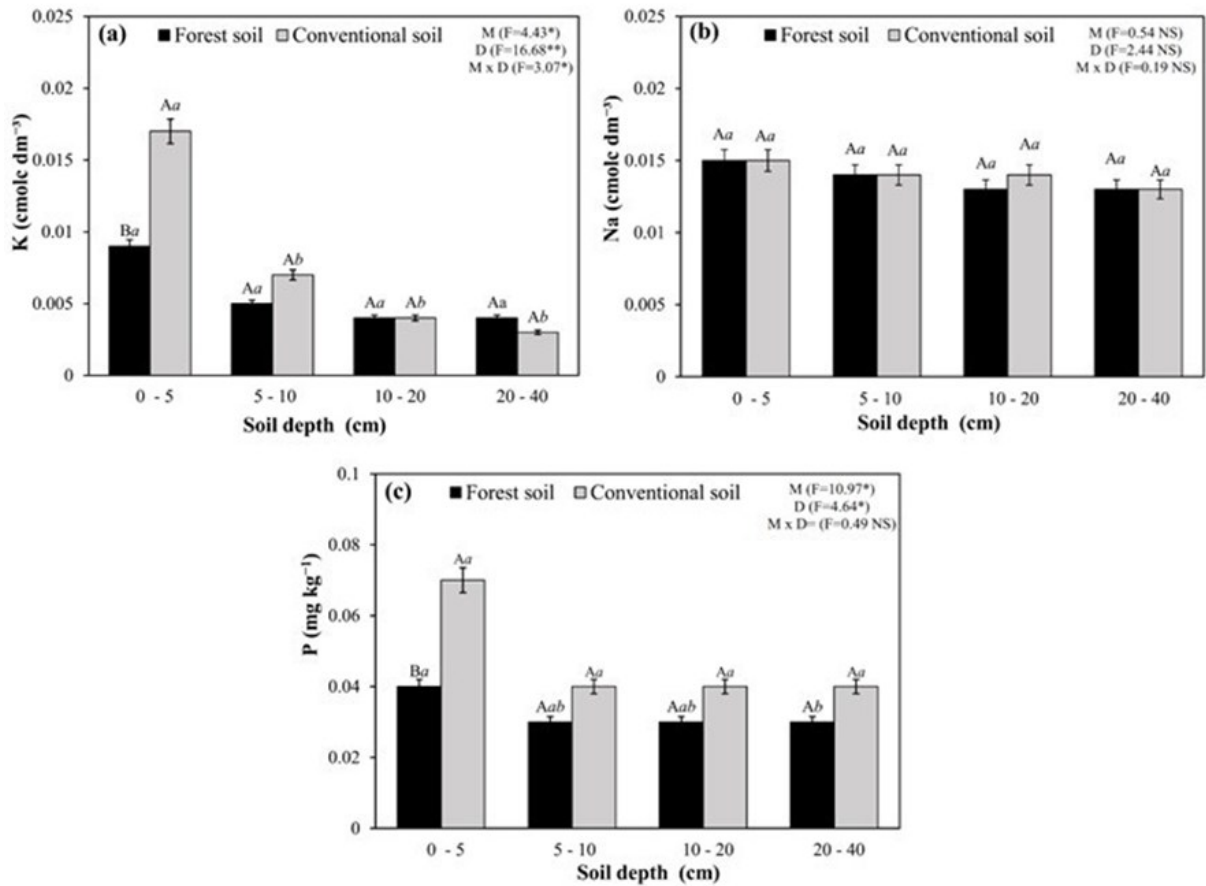 (a)
Forest soil Conventional soil
M (F=4.43*)
D (F=16.68**)
M x D (F=3.07*)
K (cmolc dm⁻³)
0.025
0.02
0.015
0.01
0.005
0
Aa
Ba
Aa
Ab
Aa
Ab
Aa
Ab
0 - 5 5 - 10 10 - 20 20 - 40
Soil depth (cm)
(b)
Forest soil Conventional soil
M (F=0.54 NS)
D (F=2.44 NS)
M x D (F=0.19 NS)
Na (cmolc dm⁻³)
0.025
0.02
0.015
0.01
0.005
0
Aa
Aa
Aa
Aa
Aa
Aa
Aa
Aa
0 - 5 5 - 10 10 - 20 20 - 40
Soil depth (cm)
(c)
Forest soil Conventional soil
M (F=10.97*)
D (F=4.64*)
M x D= (F=0.49 NS)
P (mg kg⁻¹)
0.1
0.08
0.06
0.04
0.02
0
Ba
Aa
Aab
Aa
Aab
Aa
Ab
Aa
0 - 5 5 - 10 10 - 20 20 - 40
Soil depth (cm)